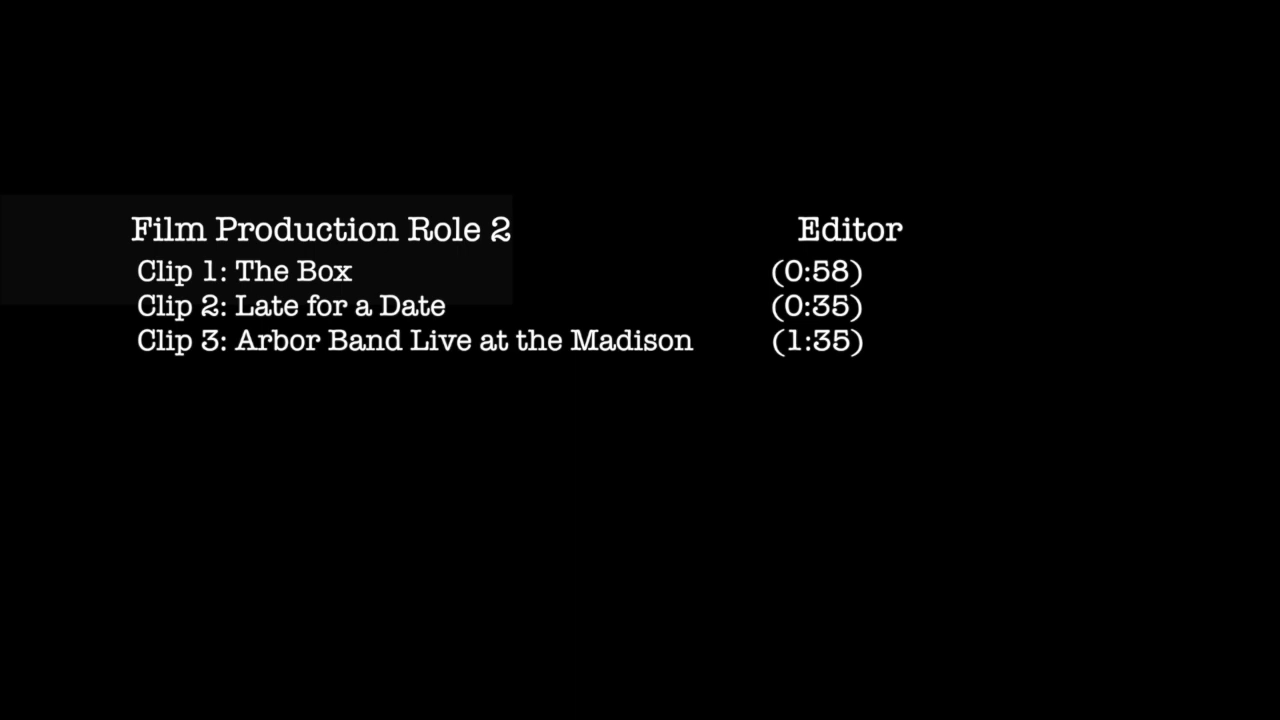 Film Production Role 2 Editor
Clip 1: The Box (0:58)
Clip 2: Late for a Date (0:35)
Clip 3: Arbor Band Live at the Madison (1:35)